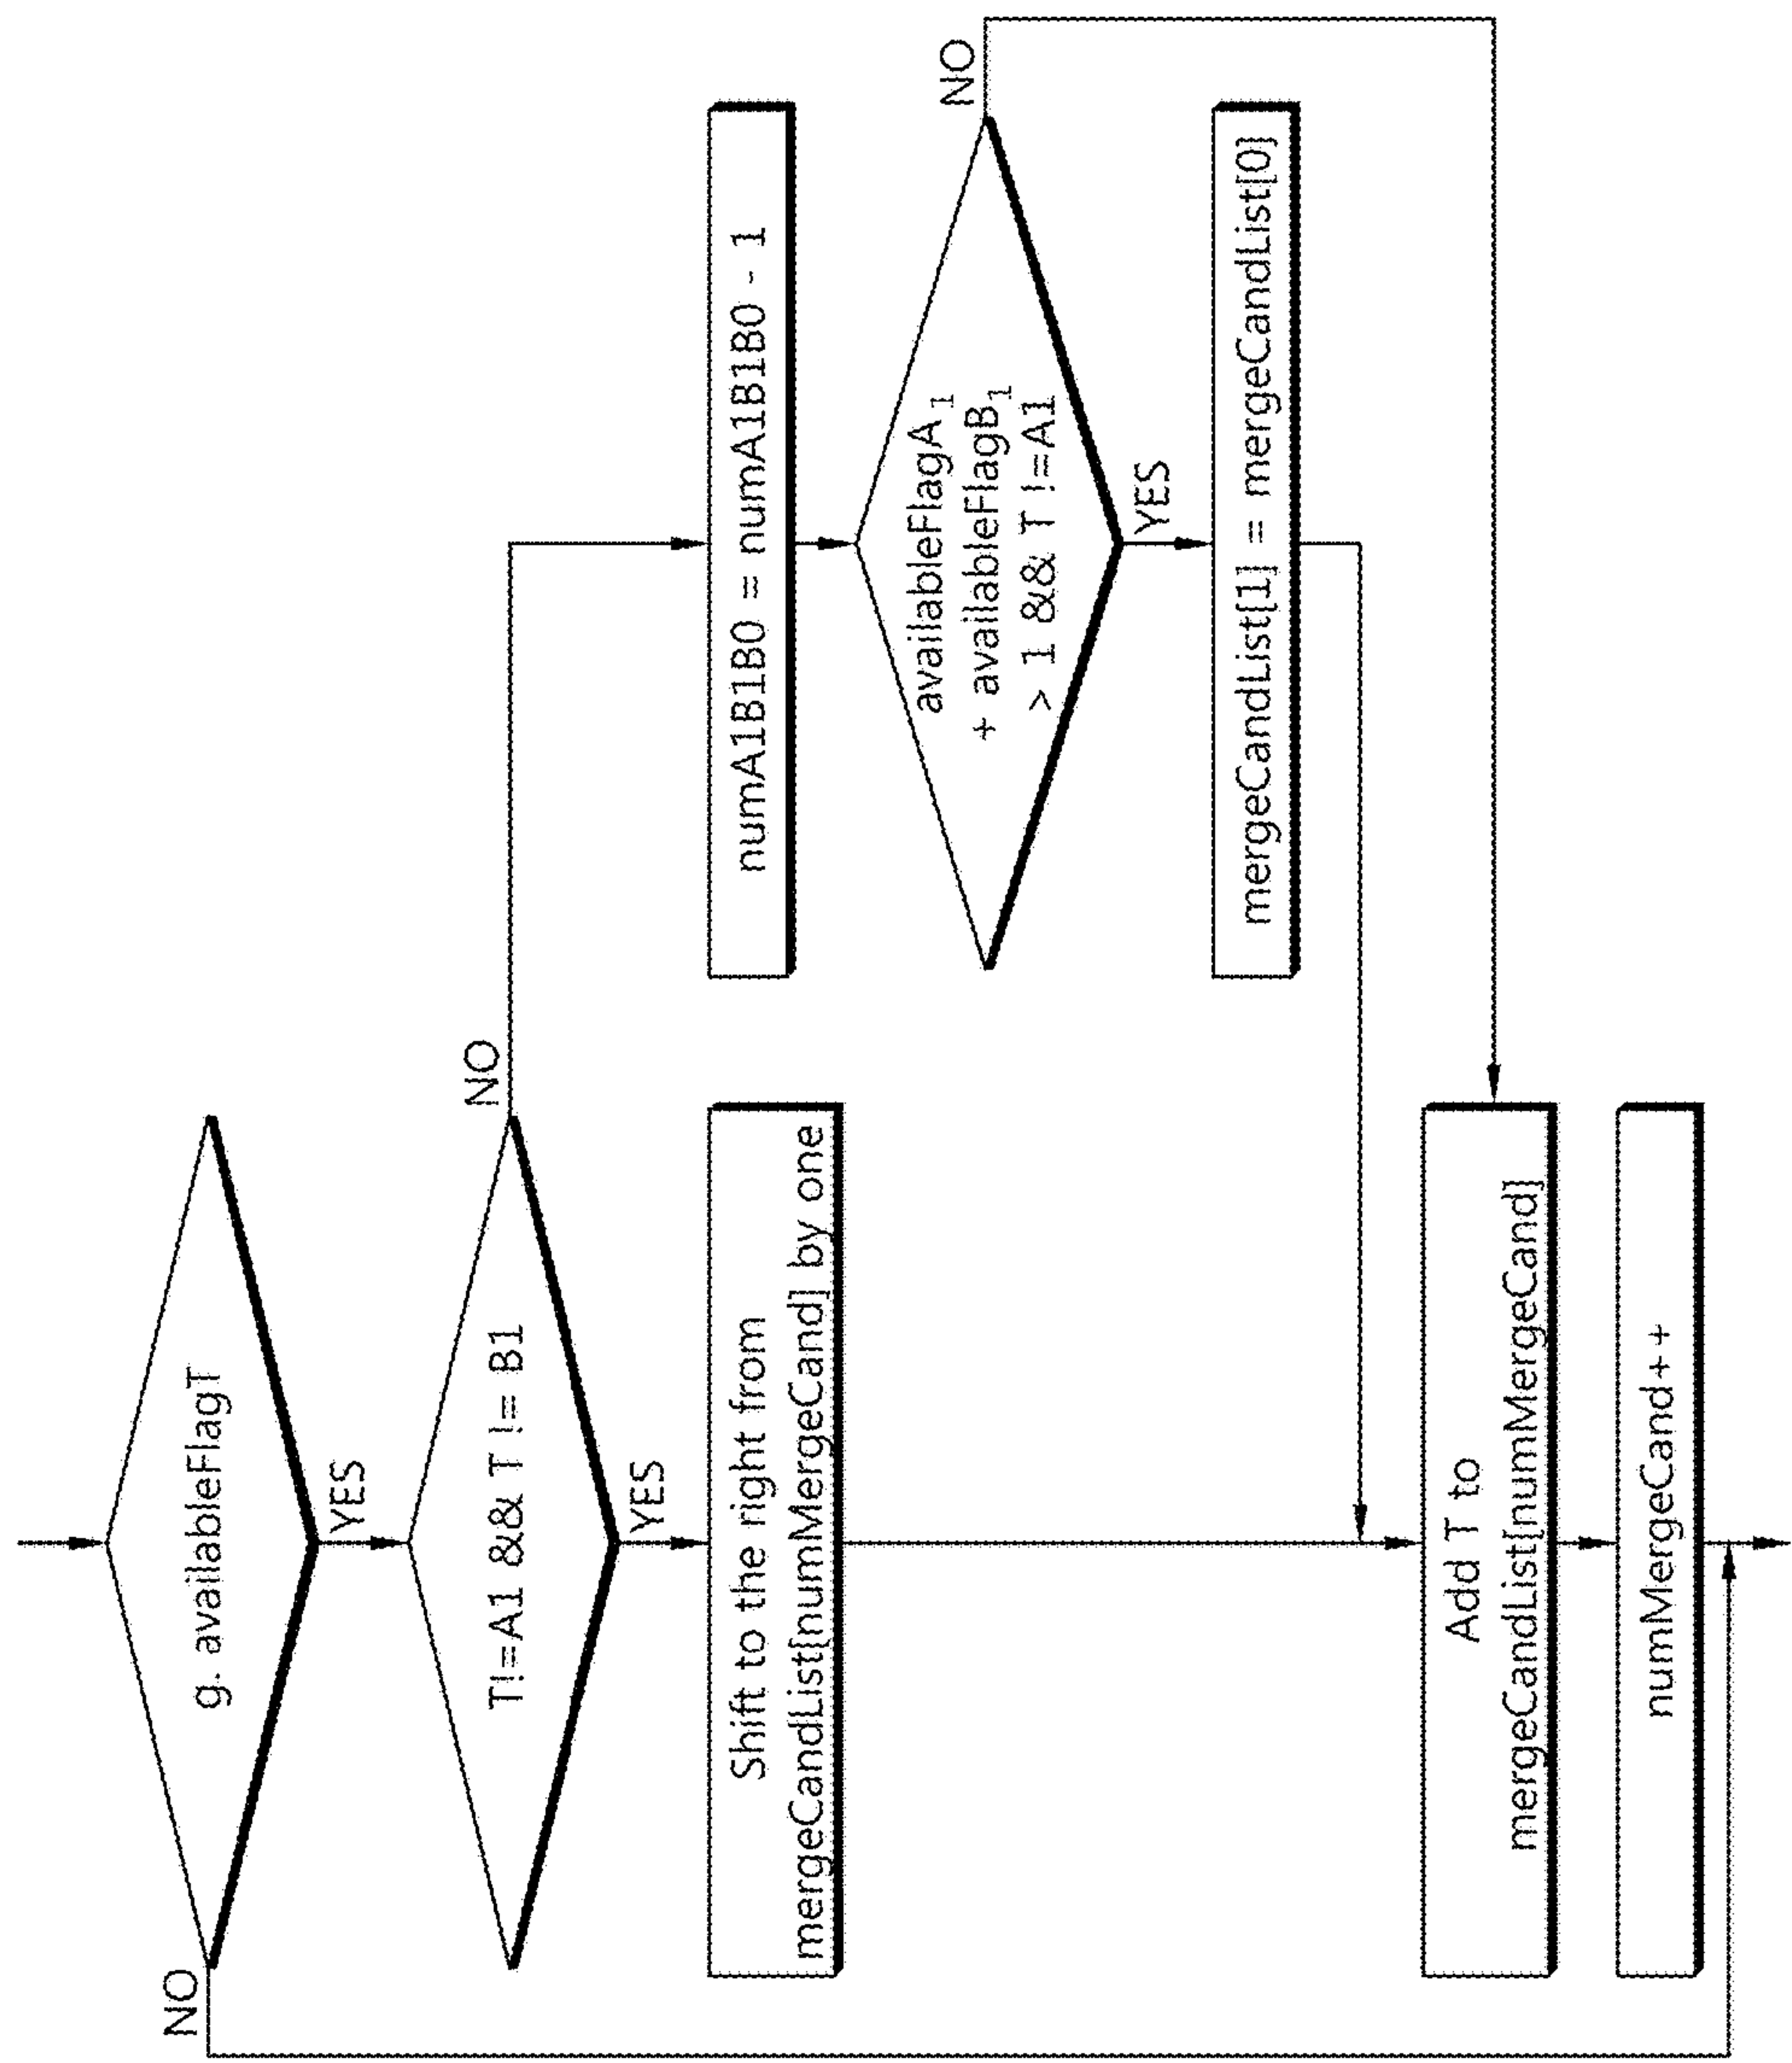 g. availableFlagT
NO
YES
T!=A1 && T != B1
NO
YES
Shift to the right from
mergeCandList[numMergeCand] by one
numA1B1B0 = numA1B1B0 - 1
availableFlagA1
+ availableFlagB1
> 1 && T !=A1
NO
YES
mergeCandList[1] = mergeCandList[0]
Add T to
mergeCandList[numMergeCand]
numMergeCand++